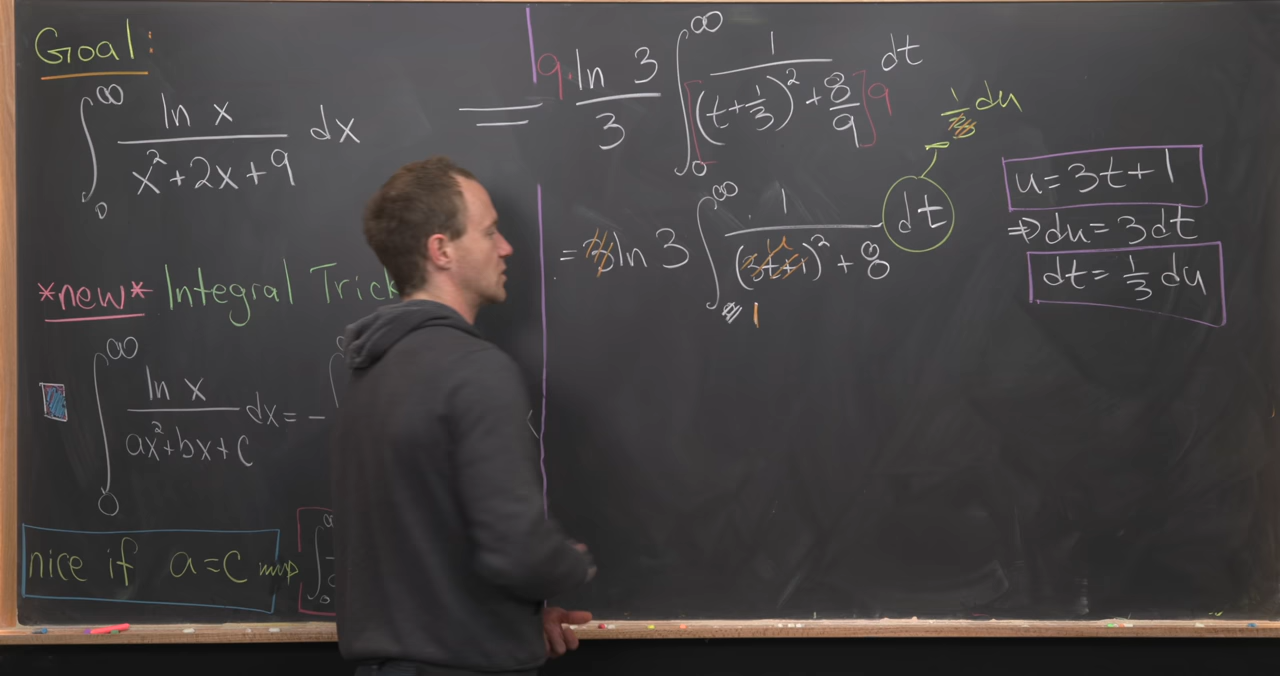 Goal:
∫₀^∞ ln x / (x²+2x+9) dx
*new* Integral Trick
∫₀^∞ ln x / (ax²+bx+c) dx = -
nice if a=c ⇝
= 9·ln 3 / 3 ∫₀^∞ 1 / [(t+1/3)²+8/9]9 dt
= ln 3 ∫₁^∞ 1 / (u)²+8 dt
1 du
u=3t+1
⇒du=3dt
dt=1/3 du